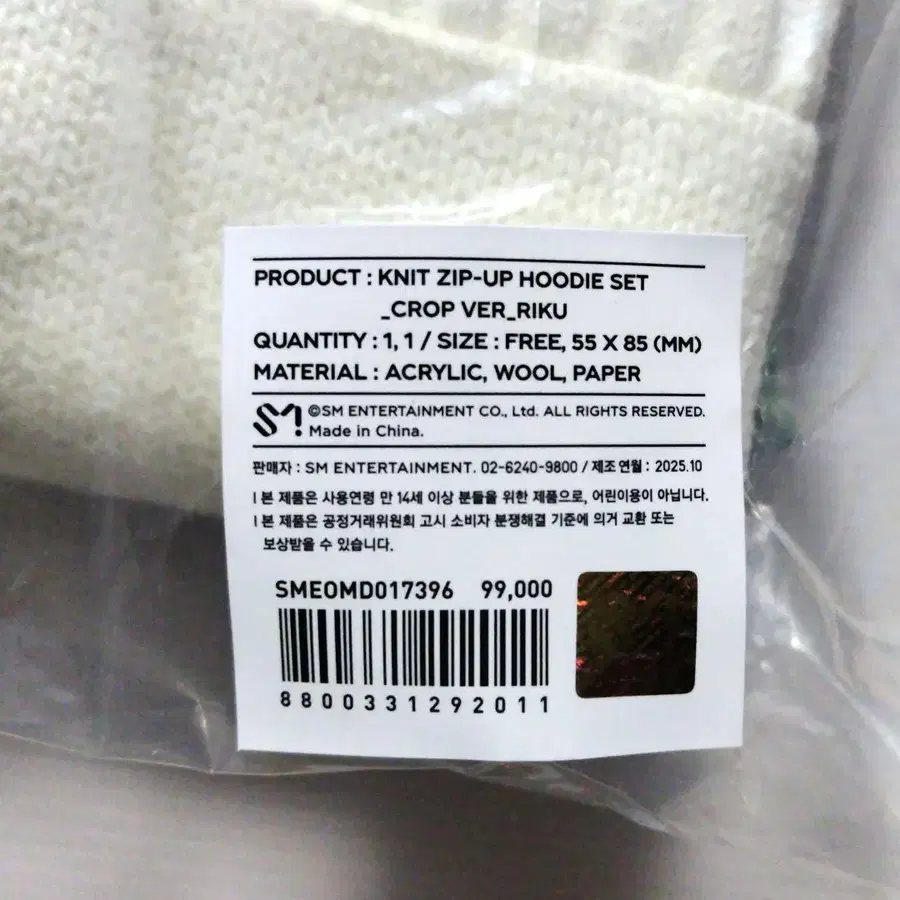 PRODUCT : KNIT ZIP-UP HOODIE SET
_CROP VER_RIKU
QUANTITY : 1, 1 / SIZE : FREE, 55 X 85 (MM)
MATERIAL : ACRYLIC, WOOL, PAPER
SM! ©SM ENTERTAINMENT CO., Ltd. ALL RIGHTS RESERVED.
Made in China.
판매자 : SM ENTERTAINMENT. 02-6240-9800 / 제조 연월 : 2025.10
| 본 제품은 사용연령 만 14세 이상 분들을 위한 제품으로, 어린이용이 아닙니다.
| 본 제품은 공정거래위원회 고시 소비자 분쟁해결 기준에 의거 교환 또는
보상받을 수 있습니다.
SMEOMD017396 99,000
8800331292011